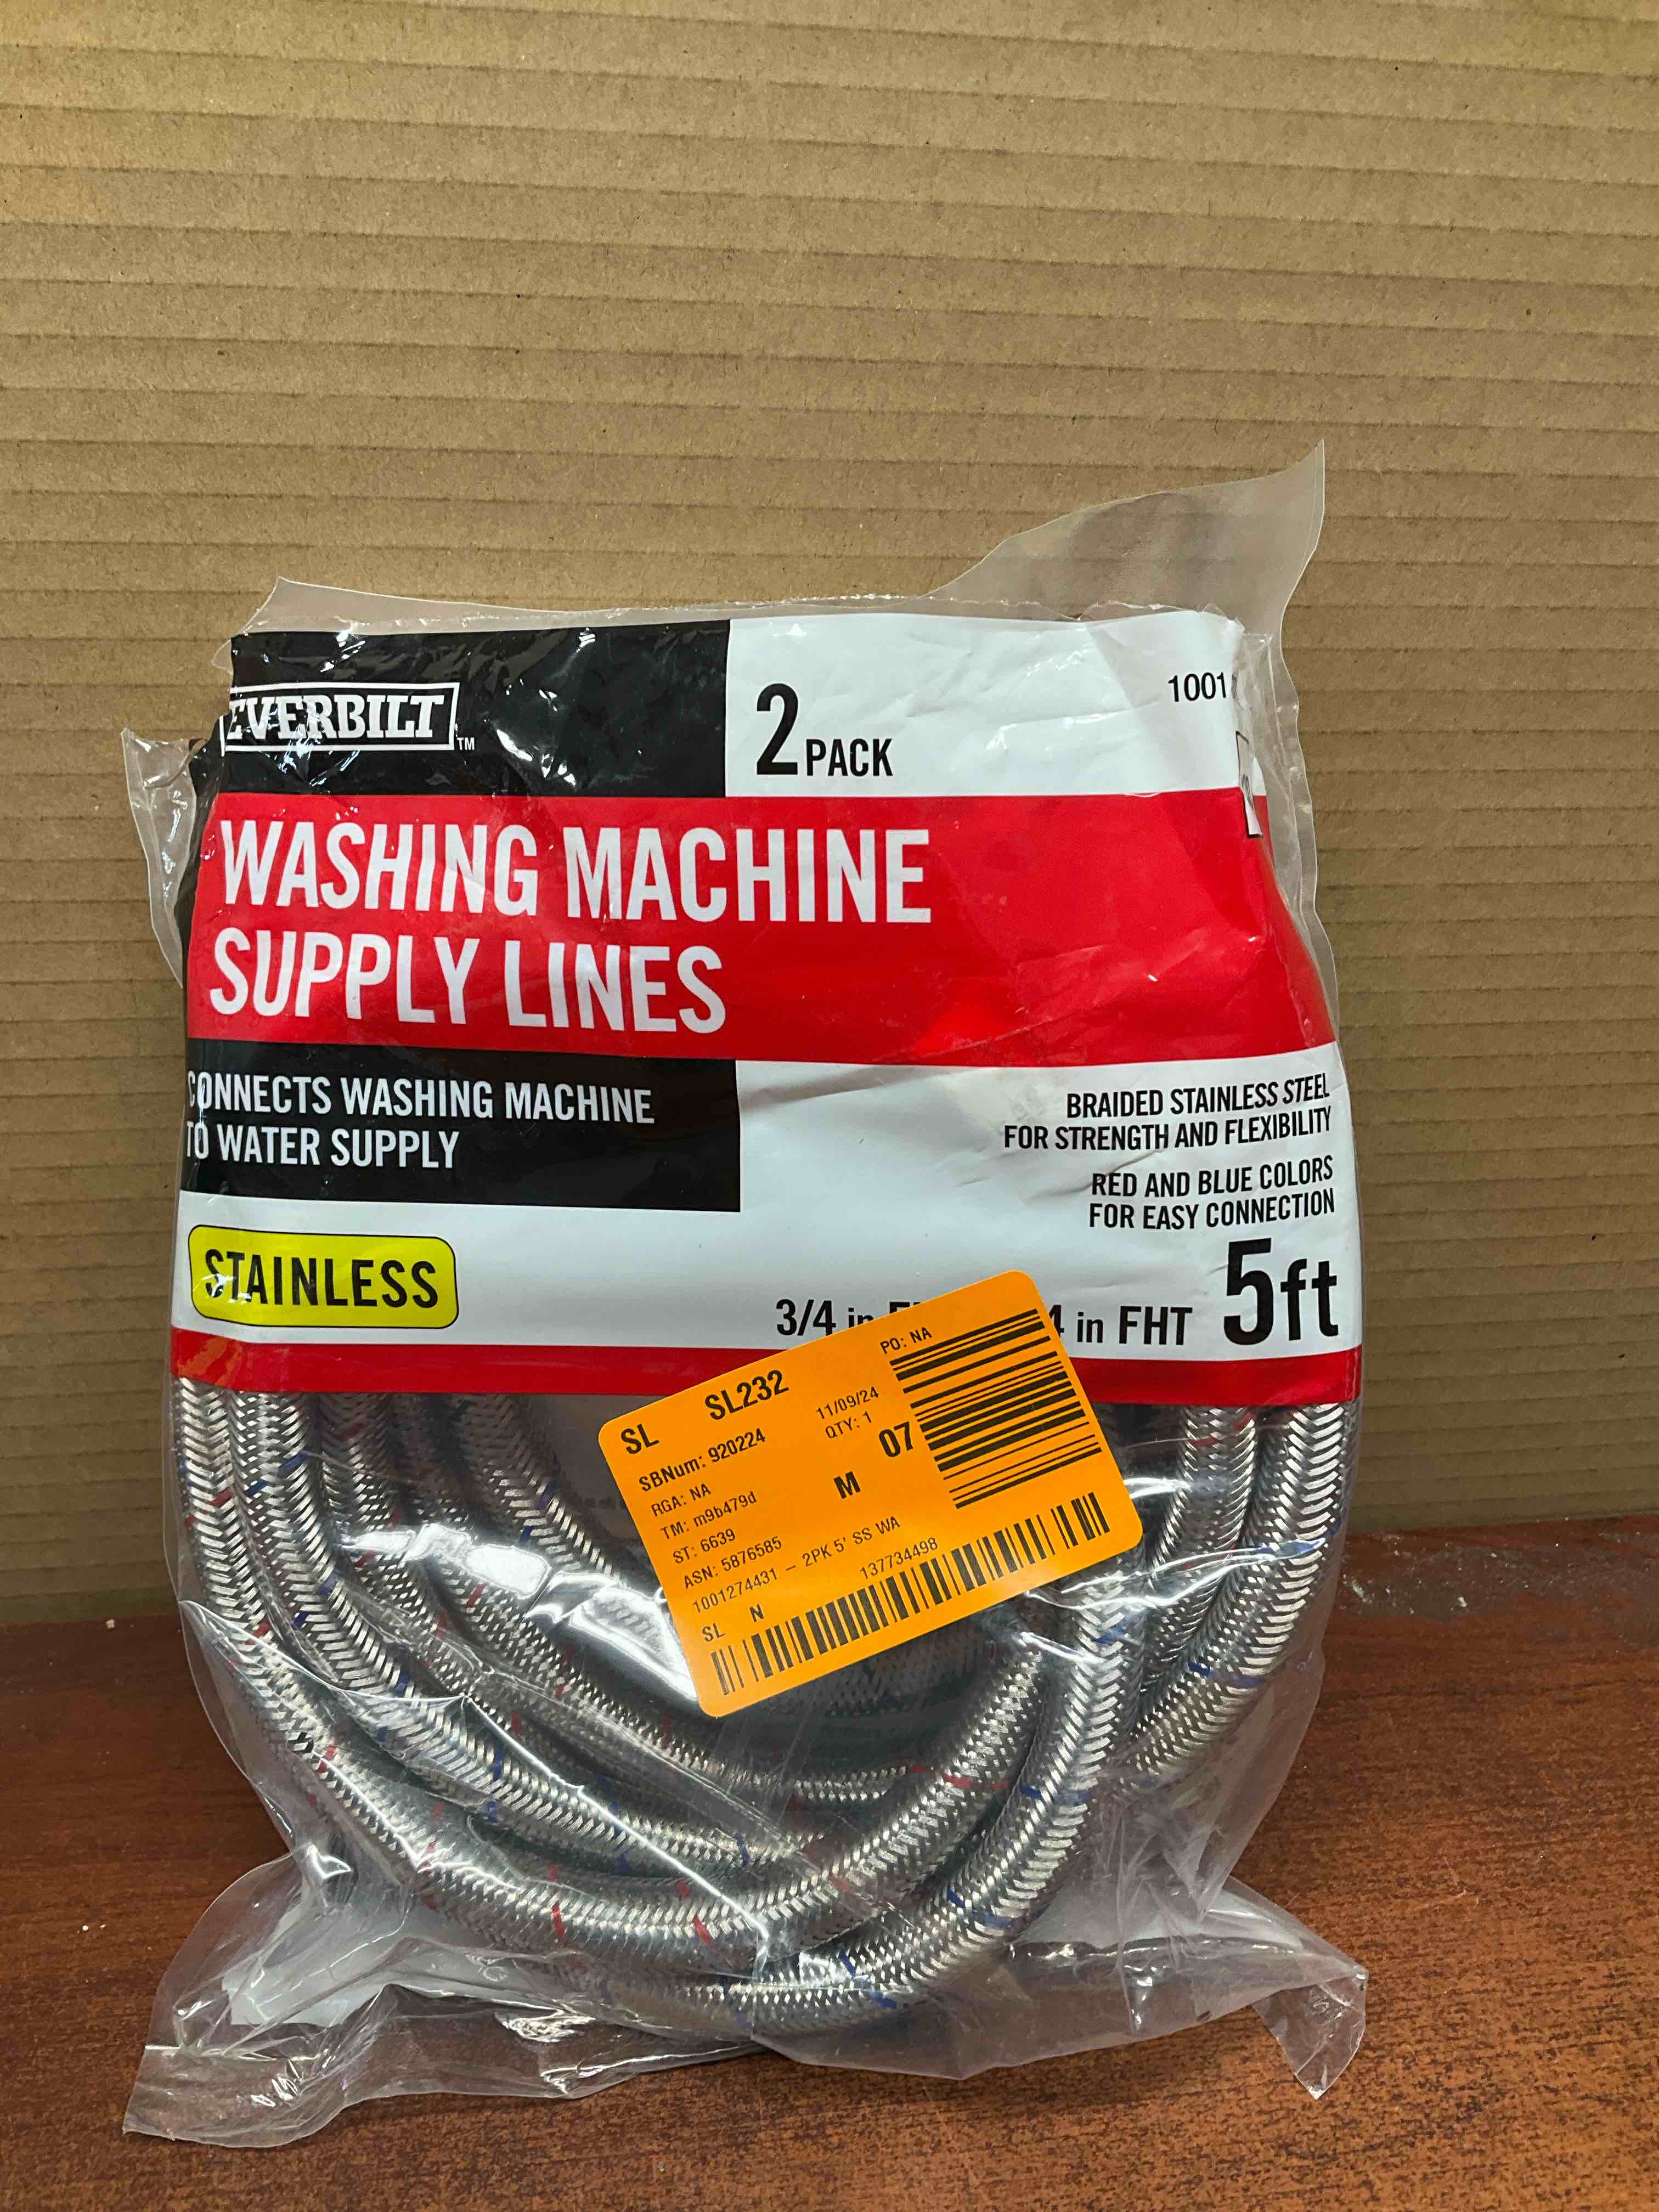 EVERBILT TM
2 PACK
1001
WASHING MACHINE
SUPPLY LINES
CONNECTS WASHING MACHINE
TO WATER SUPPLY
BRAIDED STAINLESS STEEL
FOR STRENGTH AND FLEXIBILITY
RED AND BLUE COLORS
FOR EASY CONNECTION
STAINLESS
3/4 in FHT 5ft
SL SL232 PO: NA
SBNum: 920224 11/09/24
RGA: NA QTY: 1
TM: m9b479d M 07
ST: 6639
ASN: 5876585
1001274431 - 2PK 5' SS WA
SL N 137734498